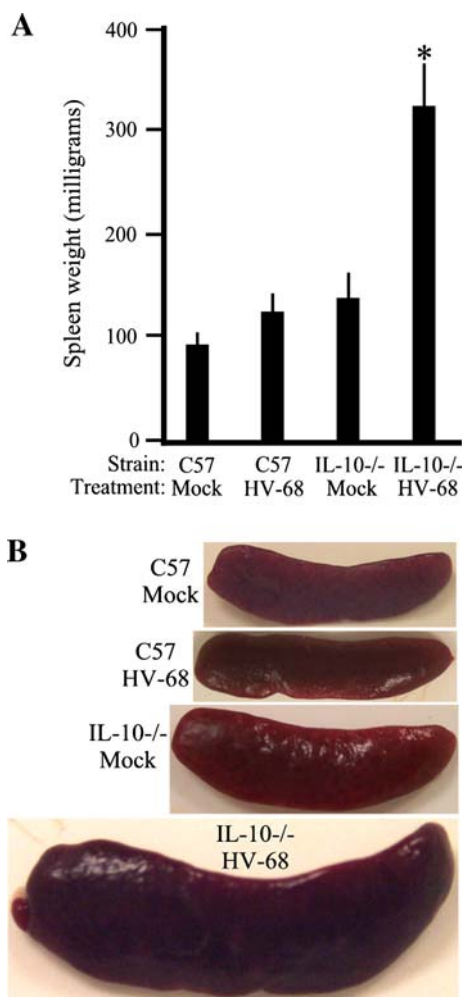 A
Spleen weight (milligrams)
400
300
200
100
0
*
Strain: C57 C57 IL-10-/- IL-10-/-
Treatment: Mock HV-68 Mock HV-68
B
C57
Mock
C57
HV-68
IL-10-/-
Mock
IL-10-/-
HV-68